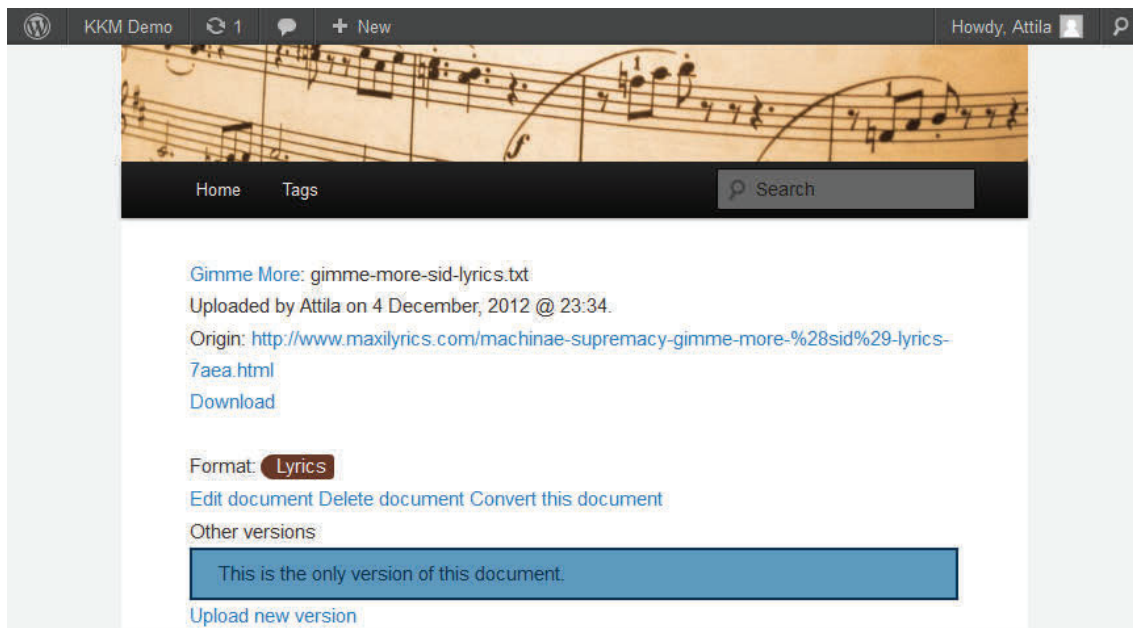 KKM Demo 1 + New Howdy, Attila
Home Tags Search
Gimme More: gimme-more-sid-lyrics.txt
Uploaded by Attila on 4 December, 2012 @ 23:34.
Origin: http://www.maxilyrics.com/machinae-supremacy-gimme-more-%28sid%29-lyrics-
7aea.html
Download
Format: Lyrics
Edit document Delete document Convert this document
Other versions
This is the only version of this document.
Upload new version